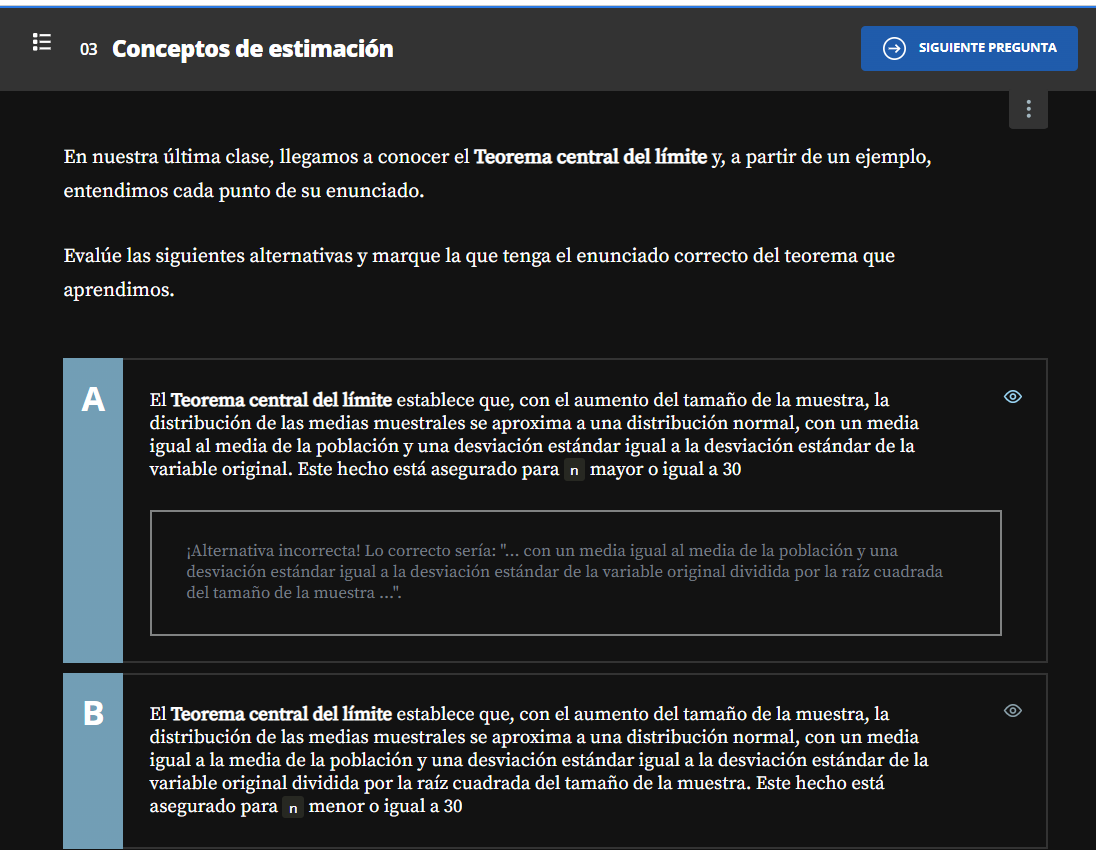 03 Conceptos de estimación
SIGUIENTE PREGUNTA
En nuestra última clase, llegamos a conocer el Teorema central del límite y, a partir de un ejemplo,
entendimos cada punto de su enunciado.
Evalúe las siguientes alternativas y marque la que tenga el enunciado correcto del teorema que
aprendimos.
A
El Teorema central del límite establece que, con el aumento del tamaño de la muestra, la
distribución de las medias muestrales se aproxima a una distribución normal, con un media
igual al media de la población y una desviación estándar igual a la desviación estándar de la
variable original. Este hecho está asegurado para n mayor o igual a 30
¡Alternativa incorrecta! Lo correcto sería: "... con un media igual al media de la población y una
desviación estándar igual a la desviación estándar de la variable original dividida por la raíz cuadrada
del tamaño de la muestra ...".
B
El Teorema central del límite establece que, con el aumento del tamaño de la muestra, la
distribución de las medias muestrales se aproxima a una distribución normal, con un media
igual a la media de la población y una desviación estándar igual a la desviación estándar de la
variable original dividida por la raíz cuadrada del tamaño de la muestra. Este hecho está
asegurado para n menor o igual a 30